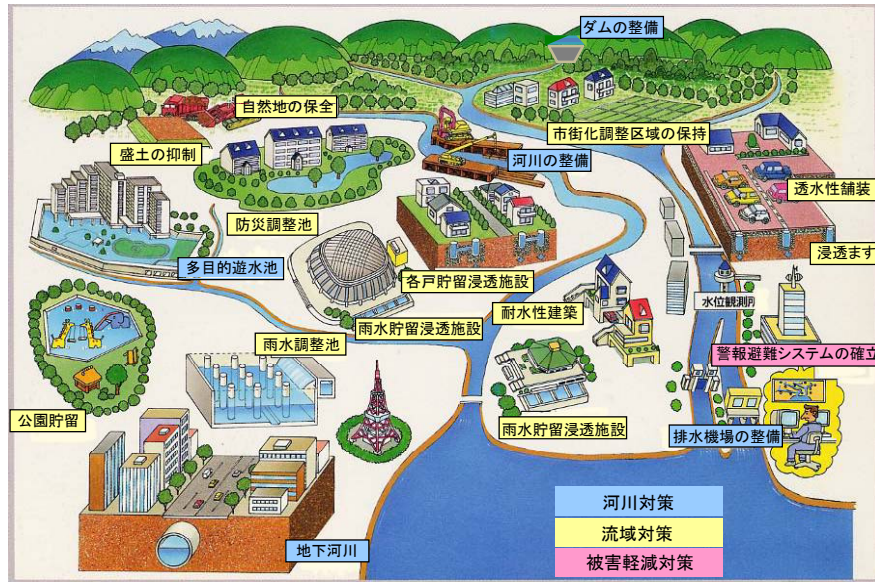 ダムの整備
自然地の保全
市街化調整区域の保持
盛土の抑制
河川の整備
透水性舗装
防災調整池
浸透ます
多目的遊水池
各戸貯留浸透施設
水位観測所
耐水性建築
雨水貯留浸透施設
雨水調整池
警報避難システムの確立
公園貯留
雨水貯留浸透施設
排水機場の整備
地下河川
河川対策
流域対策
被害軽減対策